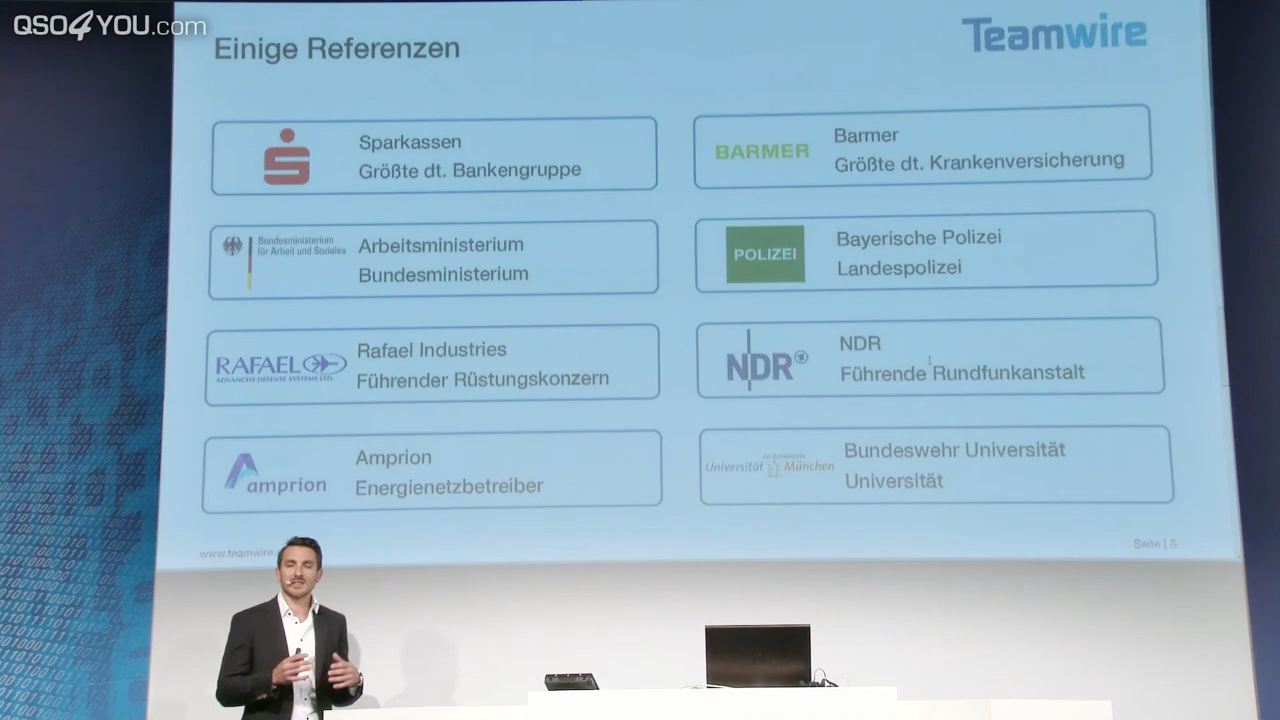 QSO4YOU.com
Einige Referenzen
Teamwire
Sparkassen
Größte dt. Bankengruppe
BARMER
Barmer
Größte dt. Krankenversicherung
Bundesministerium
für Arbeit und Soziales
Arbeitsministerium
Bundesministerium
POLIZEI
Bayerische Polizei
Landespolizei
RAFAEL
ADVANCED DEFENSE SYSTEMS LTD.
Rafael Industries
Führender Rüstungskonzern
NDR
NDR
Führende Rundfunkanstalt
amprion
Amprion
Energienetzbetreiber
Universität München
Bundeswehr Universität
Universität
www.teamwire.
Seite | 5